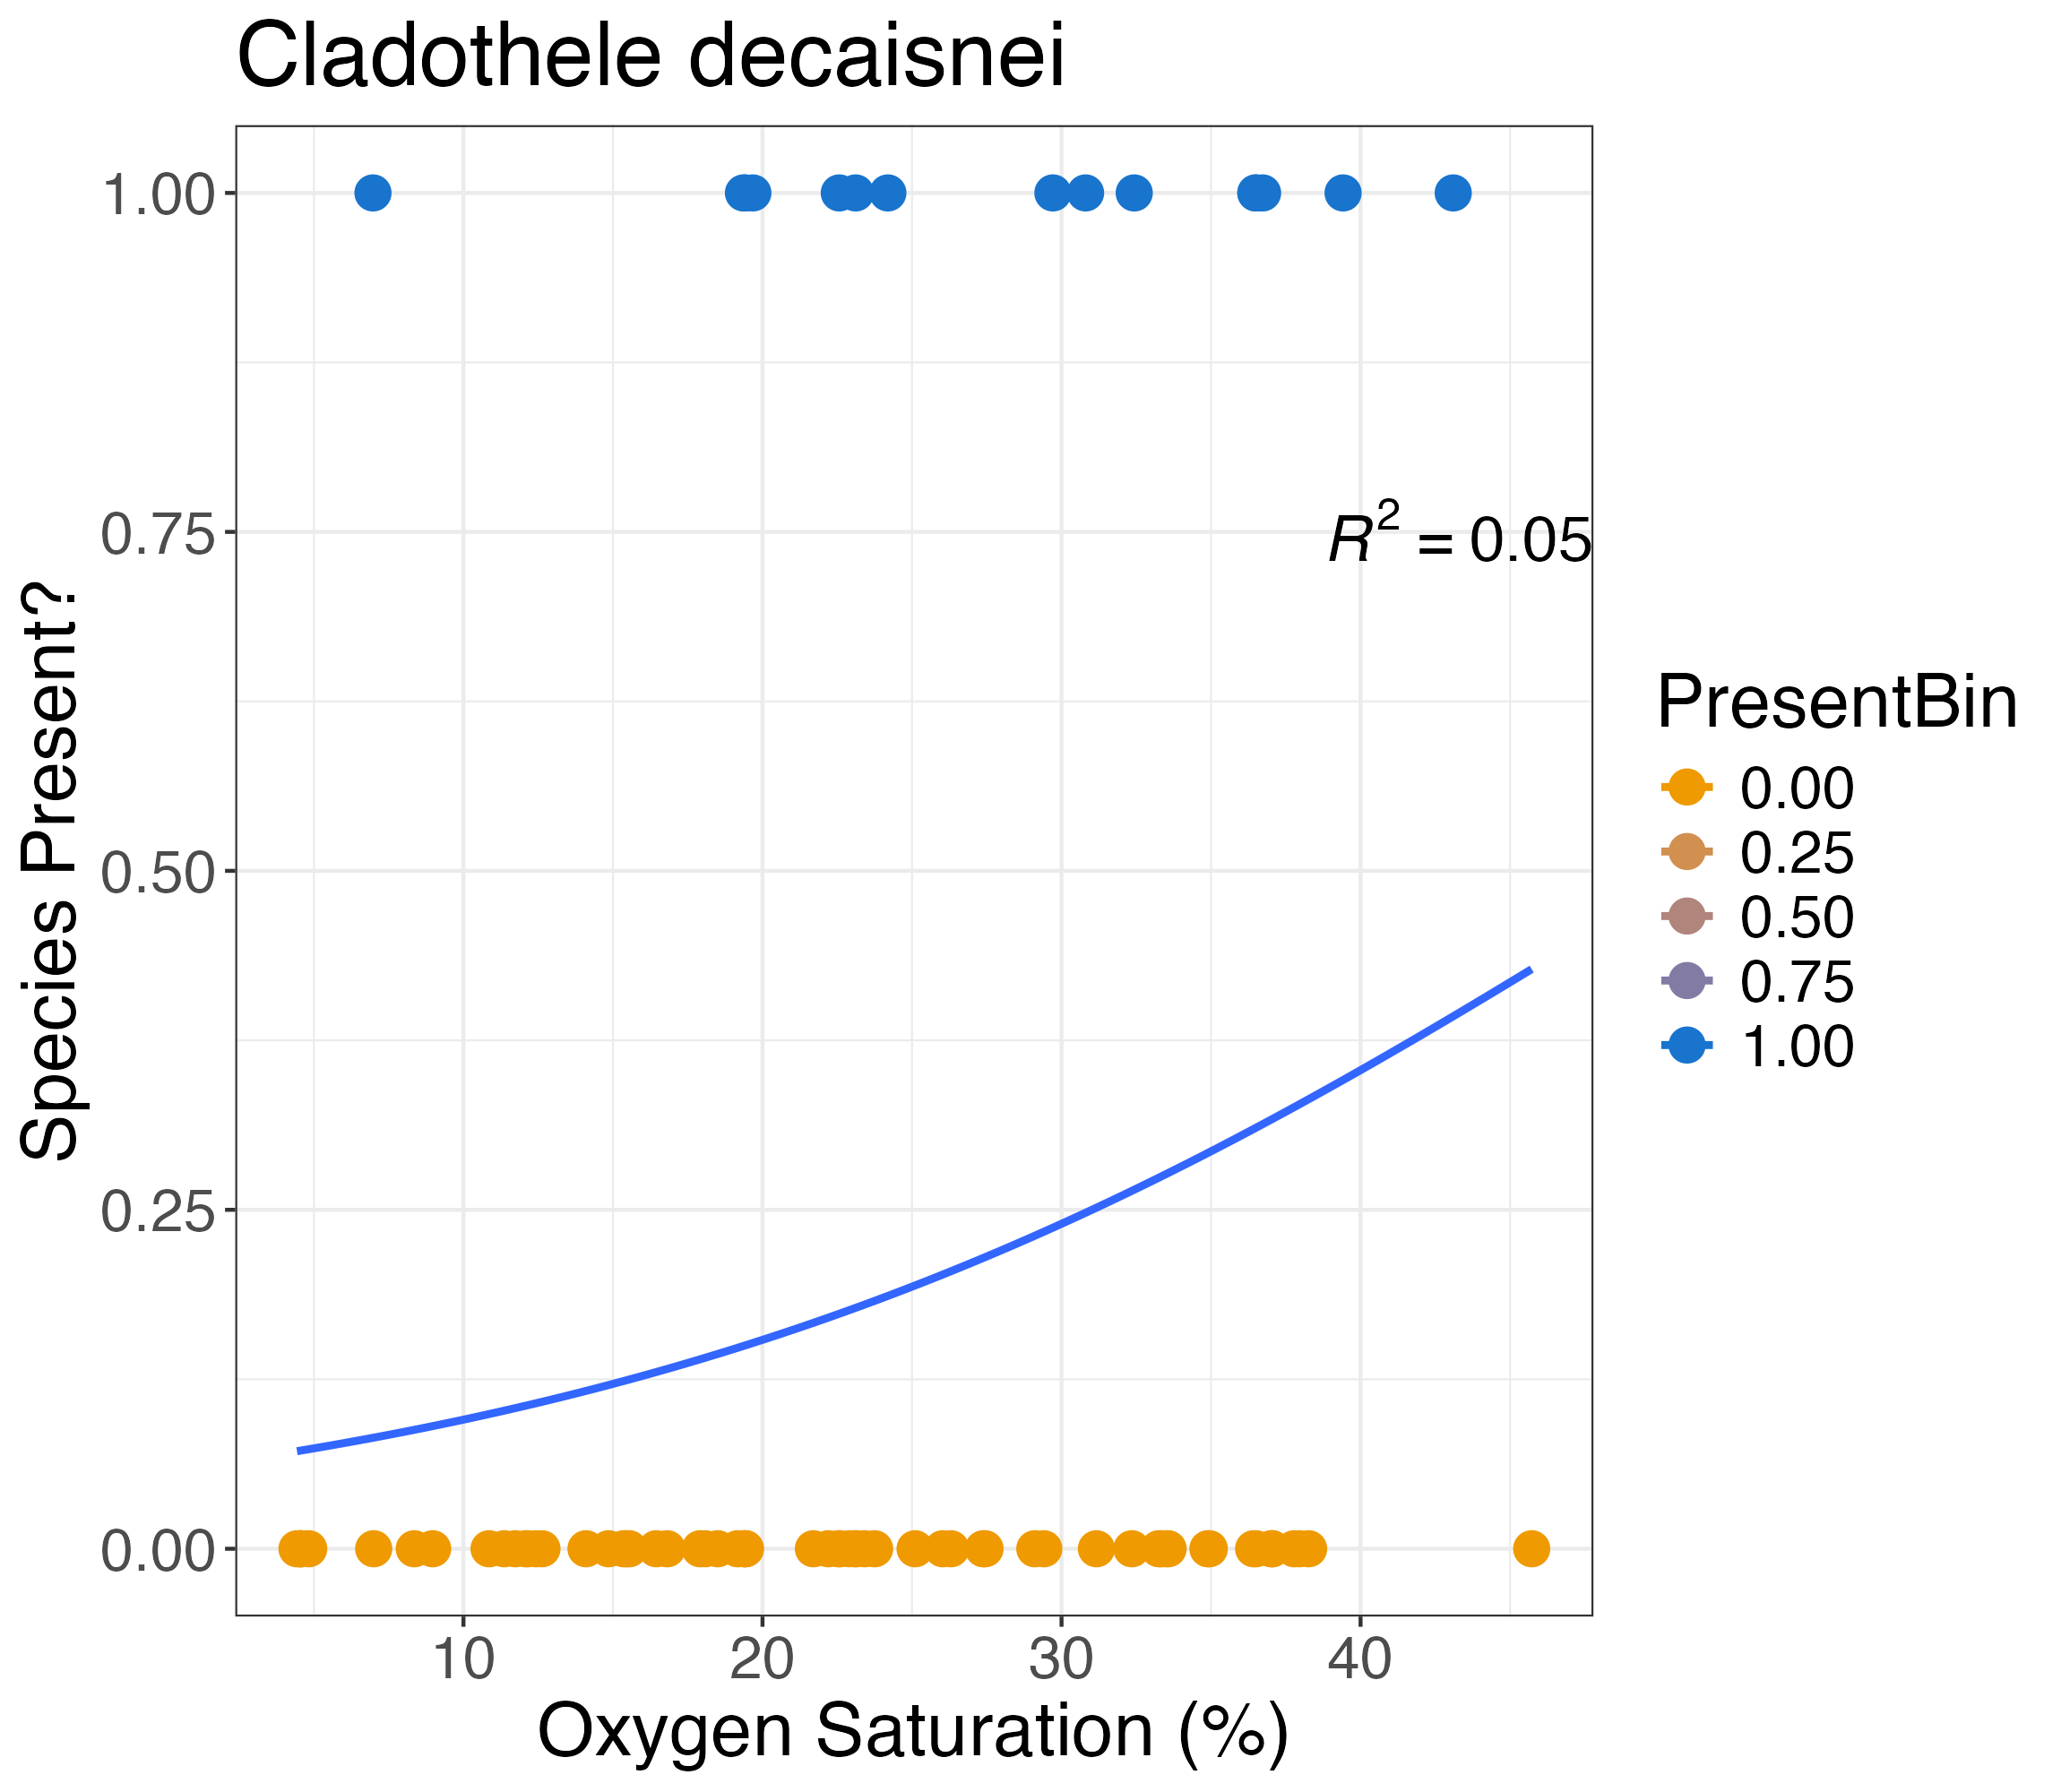 Cladothele decaisnei
1.00
0.75
0.50
0.25
0.00
Species Present?
R² = 0.05
10 20 30 40
Oxygen Saturation (%)
PresentBin
0.00
0.25
0.50
0.75
1.00